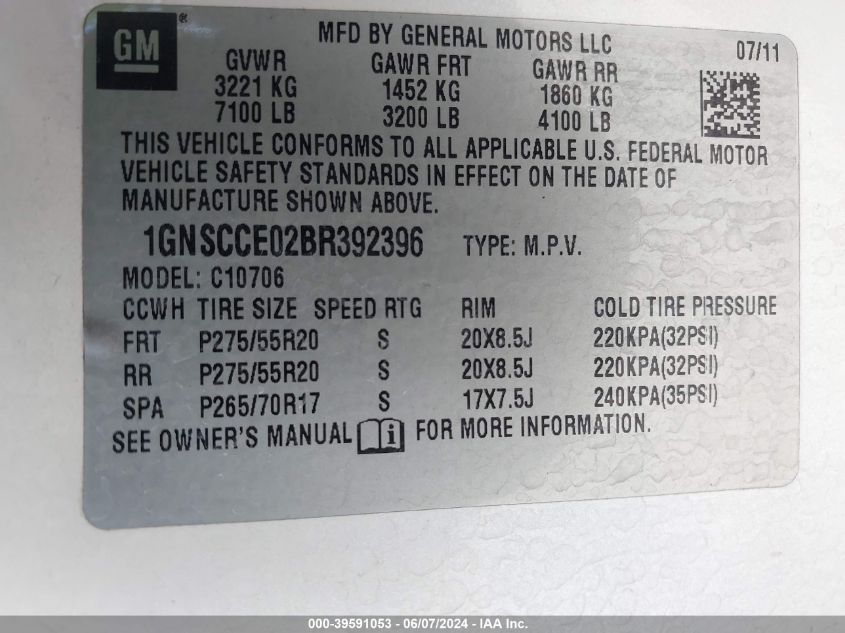 GM®
MFD BY GENERAL MOTORS LLC
07/11
GVWR GAWR FRT GAWR RR
3221 KG 1452 KG 1860 KG
7100 LB 3200 LB 4100 LB
THIS VEHICLE CONFORMS TO ALL APPLICABLE U.S. FEDERAL MOTOR
VEHICLE SAFETY STANDARDS IN EFFECT ON THE DATE OF
MANUFACTURE SHOWN ABOVE.
1GNSCCE02BR392396 TYPE: M.P.V.
MODEL: C10706
CCWH TIRE SIZE SPEED RTG RIM COLD TIRE PRESSURE
FRT P275/55R20 S 20X8.5J 220KPA(32PSI)
RR P275/55R20 S 20X8.5J 220KPA(32PSI)
SPA P265/70R17 S 17X7.5J 240KPA(35PSI)
SEE OWNER'S MANUAL i FOR MORE INFORMATION.
000-39591053 - 06/07/2024 - IAA Inc.